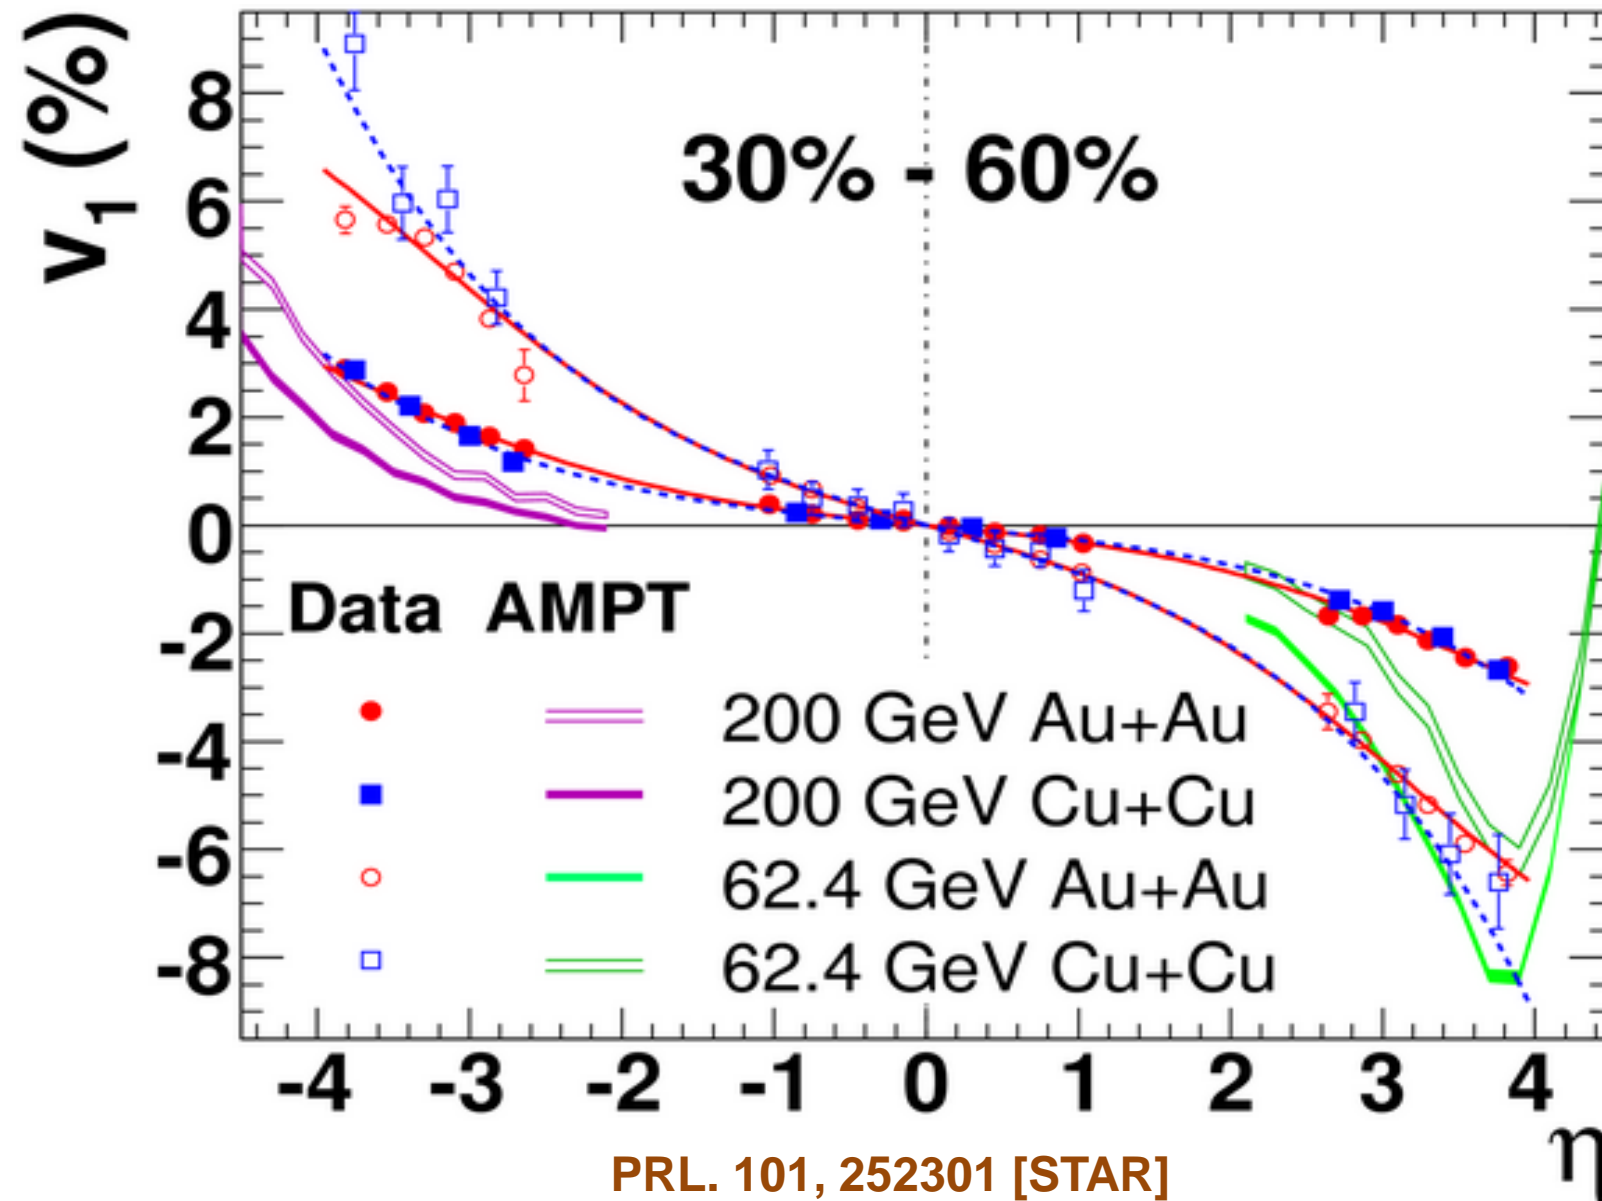 v1 (%)
8
6
4
2
0
-2
-4
-6
-8
30% - 60%
Data AMPT
200 GeV Au+Au
200 GeV Cu+Cu
62.4 GeV Au+Au
62.4 GeV Cu+Cu
-4 -3 -2 -1 0 1 2 3 4
η
PRL. 101, 252301 [STAR]